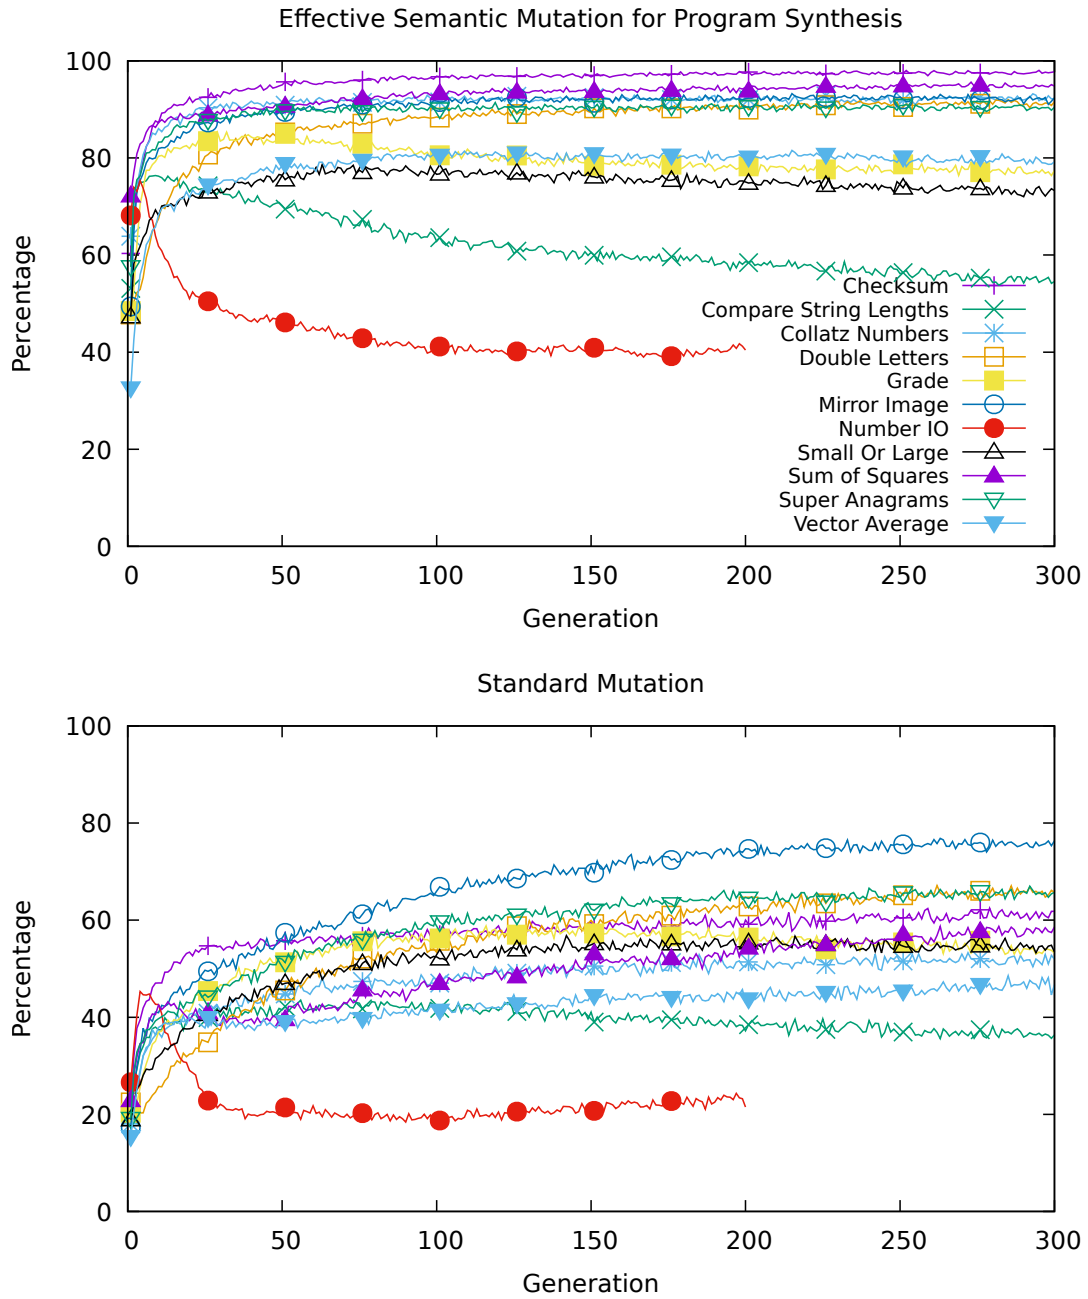 Effective Semantic Mutation for Program Synthesis
100
80
60
40
20
0
Percentage
Checksum
Compare String Lengths
Collatz Numbers
Double Letters
Grade
Mirror Image
Number IO
Small Or Large
Sum of Squares
Super Anagrams
Vector Average
0 50 100 150 200 250 300
Generation
Standard Mutation
100
80
60
40
20
0
Percentage
0 50 100 150 200 250 300
Generation